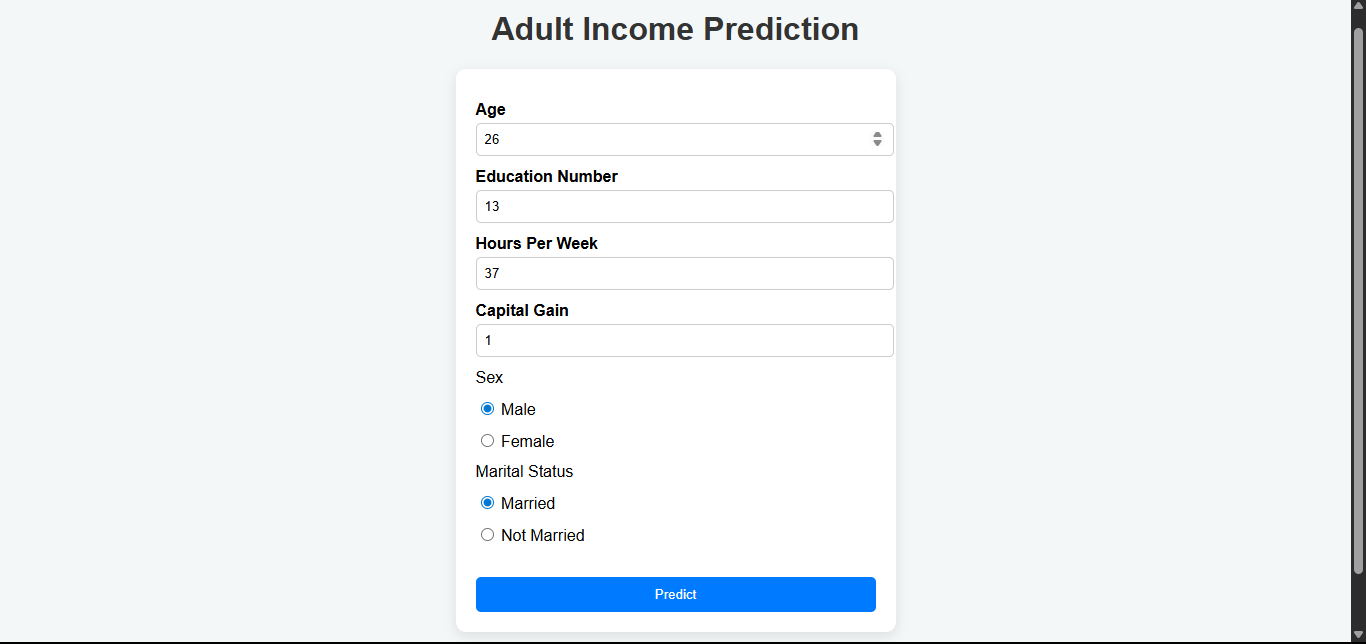 Adult Income Prediction
Age
26
Education Number
13
Hours Per Week
37
Capital Gain
1
Sex
Male
Female
Marital Status
Married
Not Married
Predict